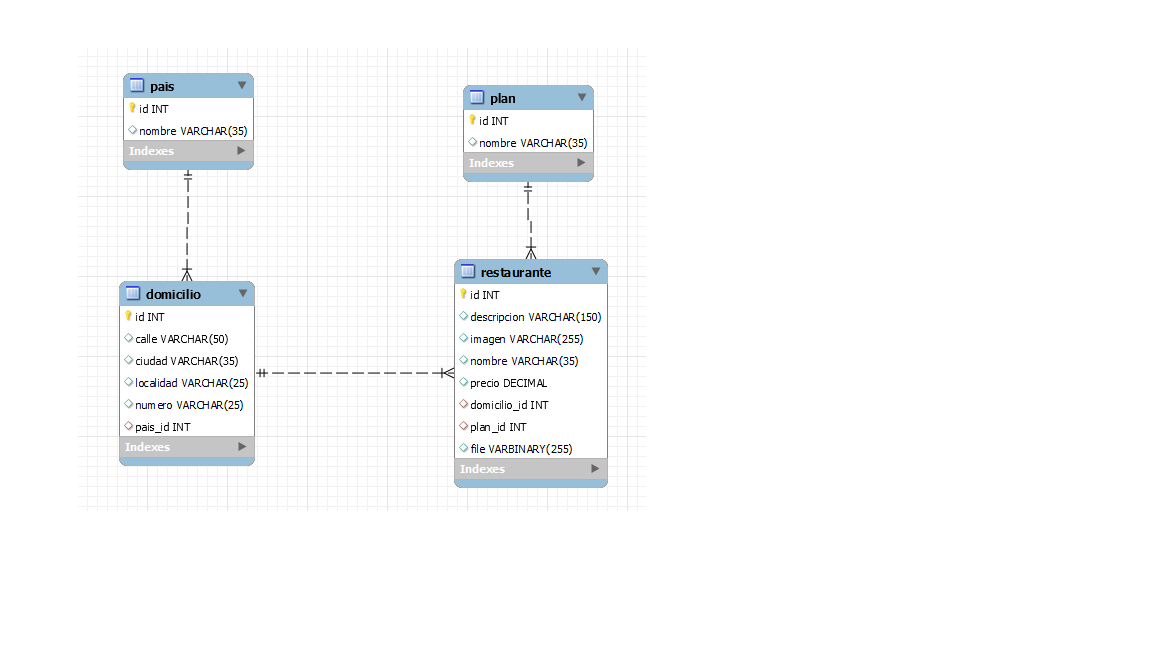 pais
id INT
nombre VARCHAR(35)
Indexes
plan
id INT
nombre VARCHAR(35)
Indexes
domicilio
id INT
calle VARCHAR(50)
ciudad VARCHAR(35)
localidad VARCHAR(25)
numero VARCHAR(25)
pais_id INT
Indexes
restaurante
id INT
descripcion VARCHAR(150)
imagen VARCHAR(255)
nombre VARCHAR(35)
precio DECIMAL
domicilio_id INT
plan_id INT
file VARBINARY(255)
Indexes